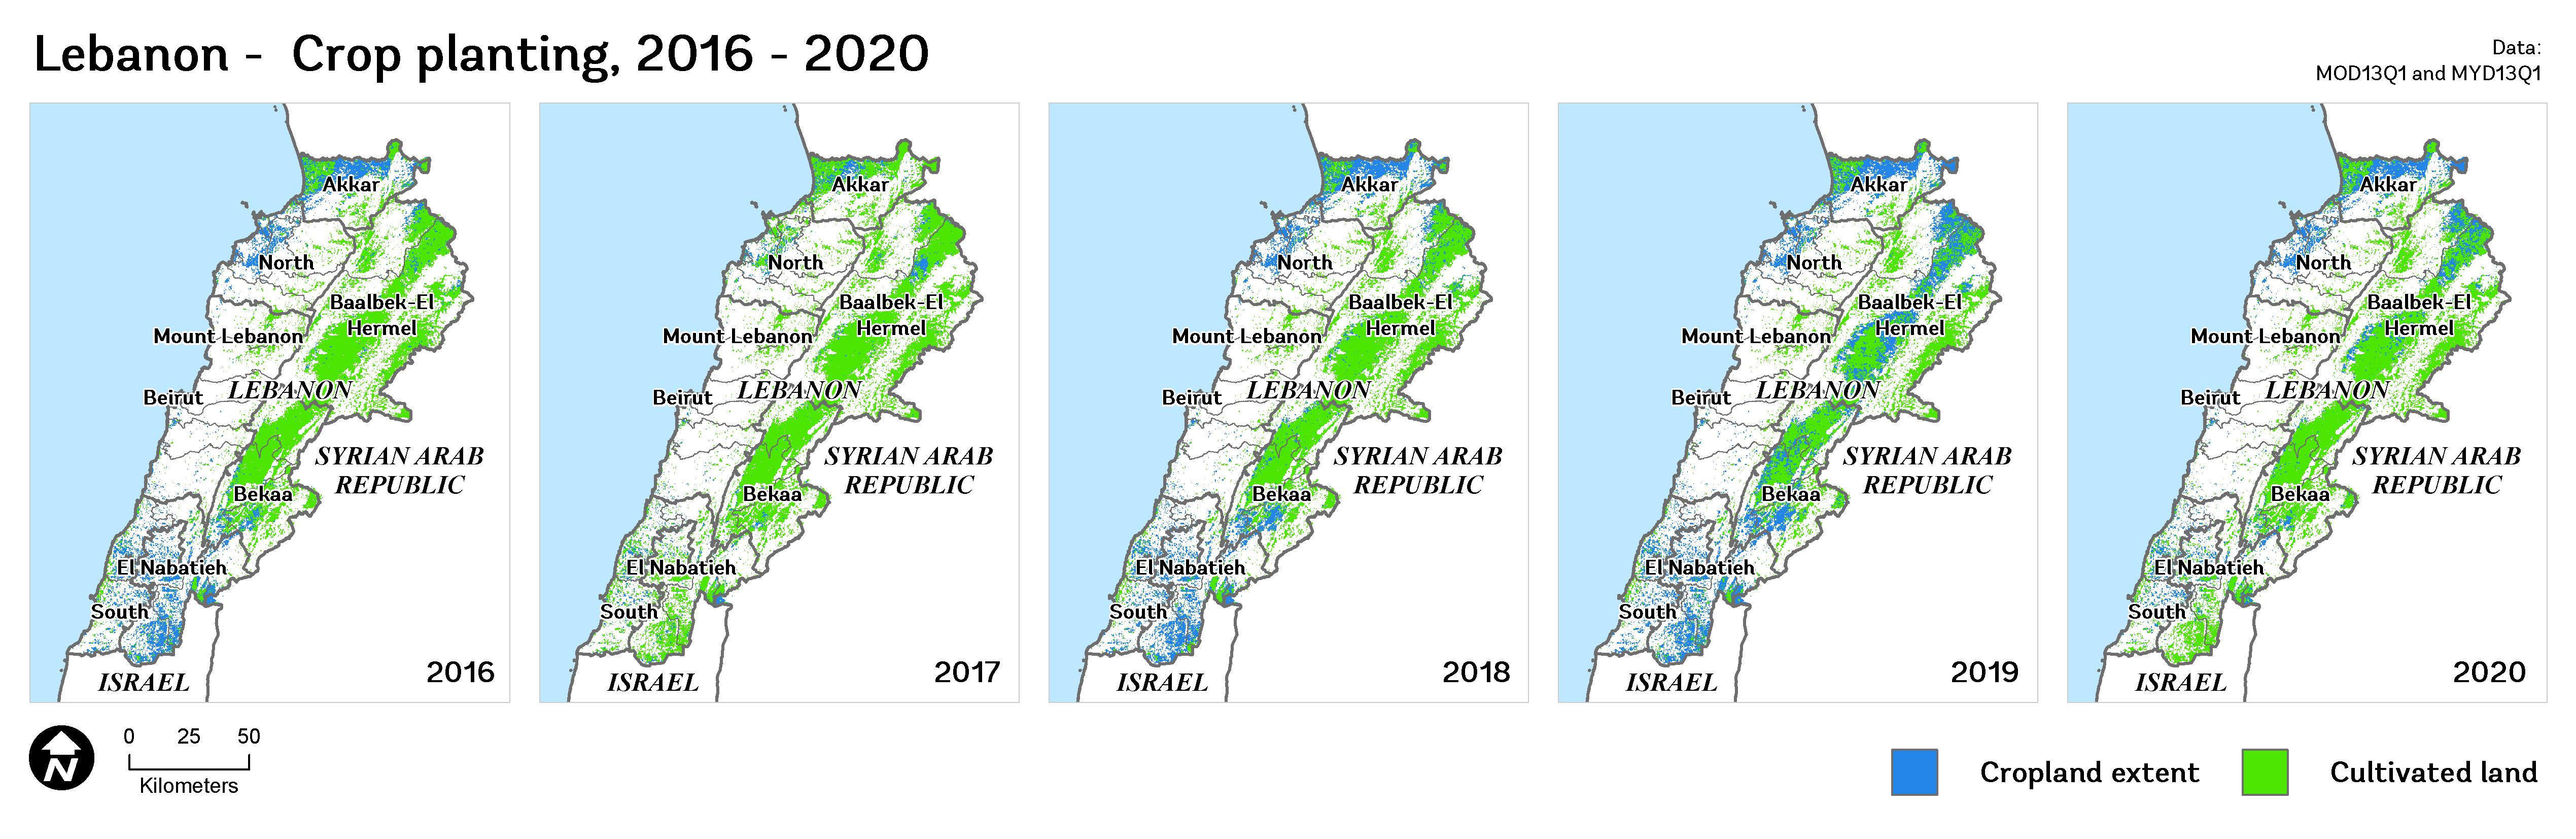 Lebanon - Crop planting, 2016 - 2020
Data:
MOD13Q1 and MYD13Q1
Akkar
North
Baalbek-El
Hermel
Mount Lebanon
LEBANON
Beirut
SYRIAN ARAB
REPUBLIC
Bekaa
El Nabatieh
South
ISRAEL
2016
Akkar
North
Baalbek-El
Hermel
Mount Lebanon
LEBANON
Beirut
SYRIAN ARAB
REPUBLIC
Bekaa
El Nabatieh
South
ISRAEL
2017
Akkar
North
Baalbek-El
Hermel
Mount Lebanon
LEBANON
Beirut
SYRIAN ARAB
REPUBLIC
Bekaa
El Nabatieh
South
ISRAEL
2018
Akkar
North
Baalbek-El
Hermel
Mount Lebanon
LEBANON
Beirut
SYRIAN ARAB
REPUBLIC
Bekaa
El Nabatieh
South
ISRAEL
2019
Akkar
North
Baalbek-El
Hermel
Mount Lebanon
LEBANON
Beirut
SYRIAN ARAB
REPUBLIC
Bekaa
El Nabatieh
South
ISRAEL
2020
N
0 25 50
Kilometers
Cropland extent
Cultivated land